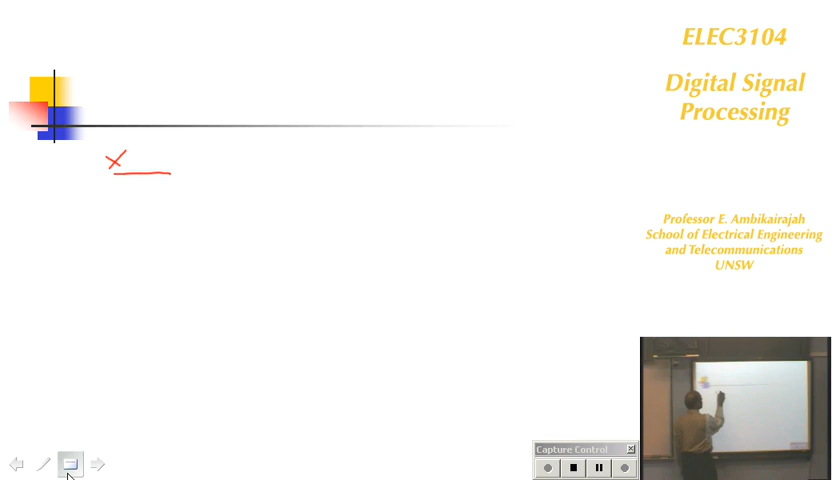 ELEC3104
Digital Signal
Processing
x
Professor E. Ambikairajah
School of Electrical Engineering
and Telecommunications
UNSW
Capture Control